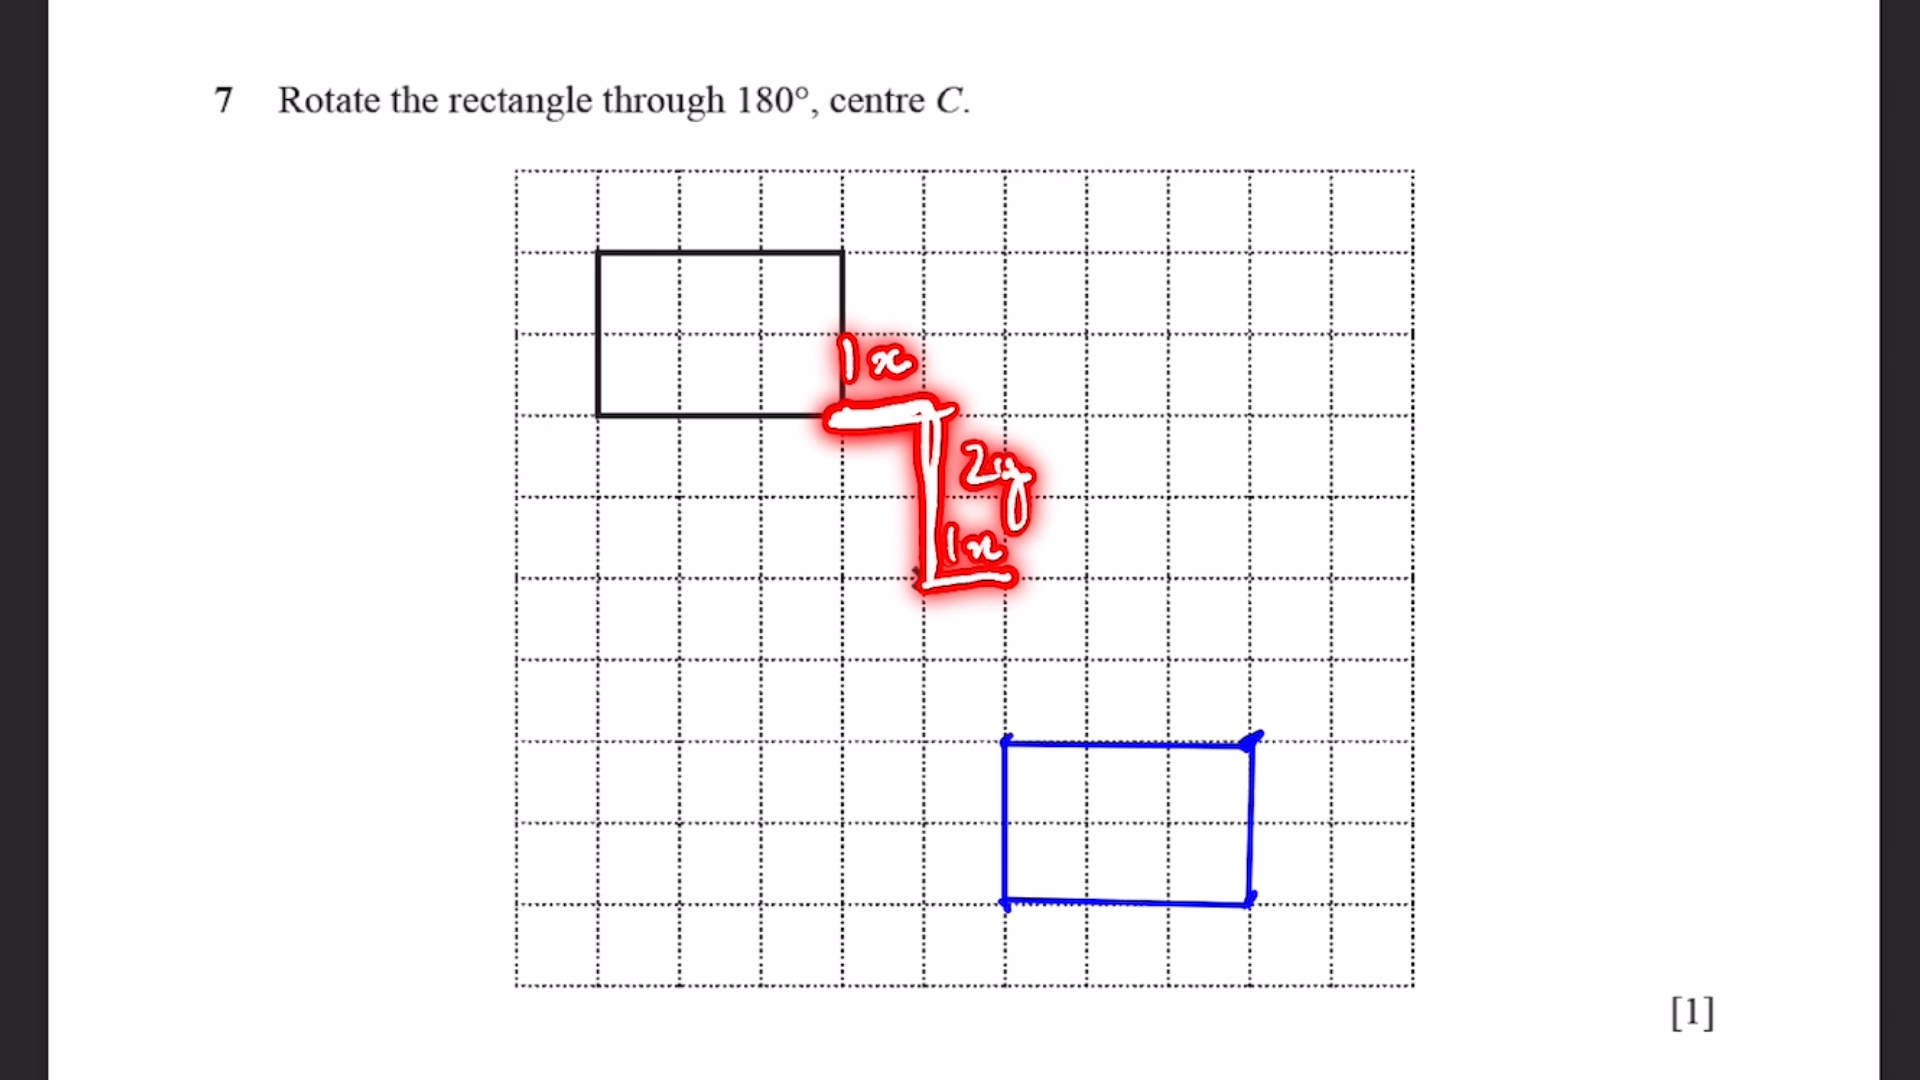 7 Rotate the rectangle through 180°, centre C.
1x
2y
1x
[1]